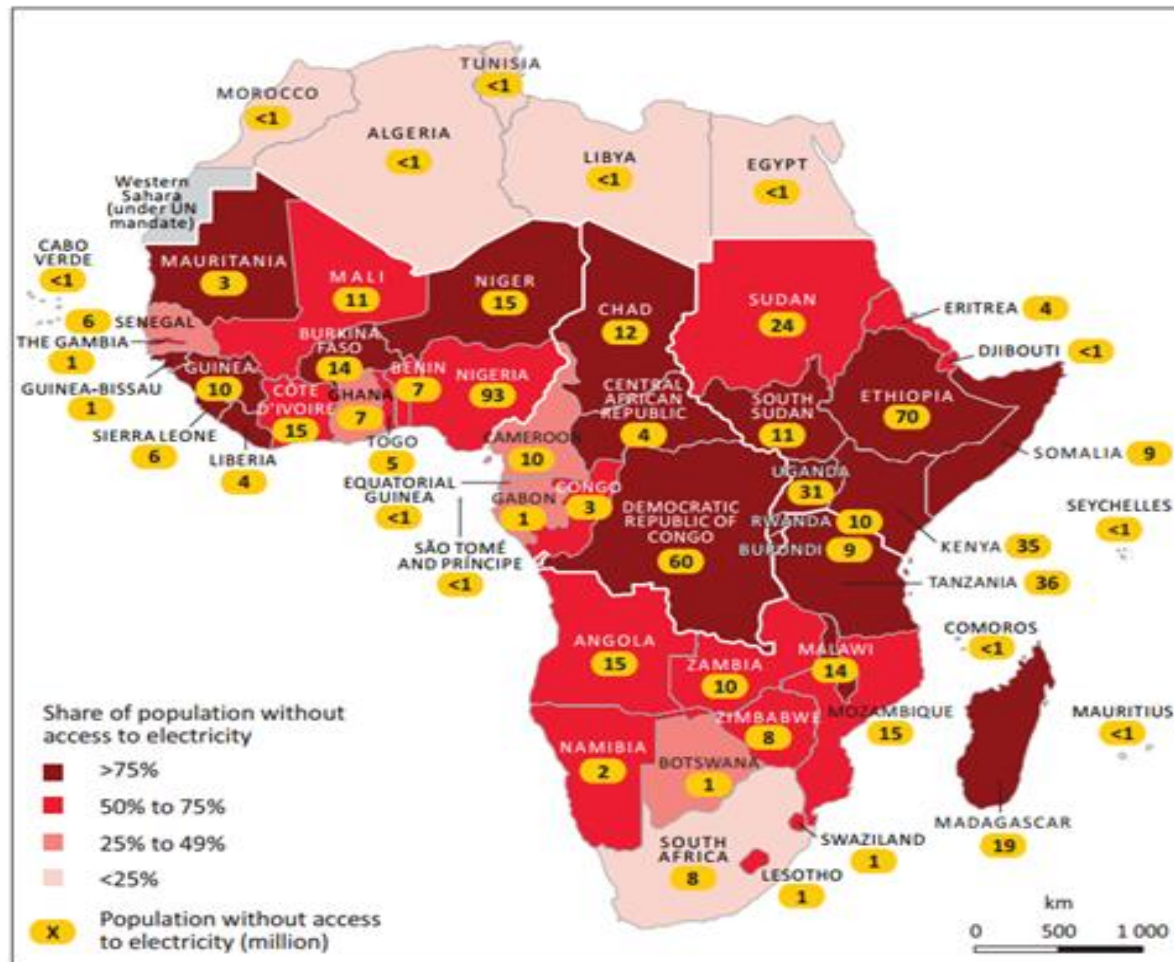 TUNISIA
<1
MOROCCO
<1
ALGERIA
<1
LIBYA
<1
EGYPT
<1
Western
Sahara
(under UN
mandate)
CABO
VERDE
<1
MAURITANIA
3
MALI
11
NIGER
15
CHAD
12
SUDAN
24
ERITREA 4
DJIBOUTI <1
6 SENEGAL
THE GAMBIA
1
GUINEA-BISSAU
1
GUINEA
10
SIERRA LEONE
6
LIBERIA
4
BURKINA
FASO
14
CÔTE
D'IVOIRE
15
GHANA
7
TOGO
5
BENIN
7
NIGERIA
93
CENTRAL
AFRICAN
REPUBLIC
4
SOUTH
SUDAN
11
ETHIOPIA
70
SOMALIA 9
CAMEROON
10
EQUATORIAL
GUINEA
<1
SÃO TOMÉ
AND PRÍNCIPE
<1
GABON
1
CONGO
3
DEMOCRATIC
REPUBLIC OF
CONGO
60
UGANDA
31
RWANDA 10
BURUNDI 9
KENYA 35
TANZANIA 36
SEYCHELLES
<1
COMOROS
<1
ANGOLA
15
ZAMBIA
10
MALAWI
14
MOZAMBIQUE
15
ZIMBABWE
8
NAMIBIA
2
BOTSWANA
1
SOUTH
AFRICA
8
SWAZILAND
1
LESOTHO
1
MADAGASCAR
19
MAURITIUS
<1
Share of population without
access to electricity
>75%
50% to 75%
25% to 49%
<25%
X Population without access
to electricity (million)
km
0 500 1 000